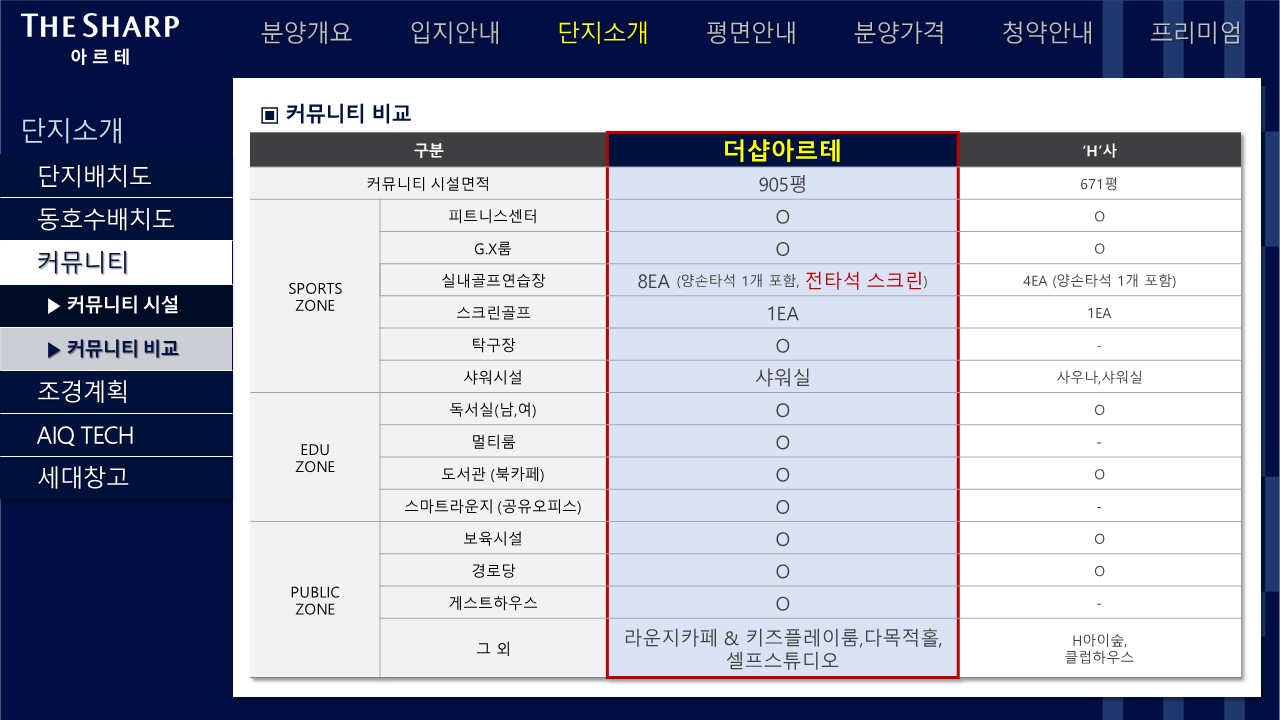 THE SHARP
아르테
분양개요 입지안내 단지소개 평면안내 분양가격 청약안내 프리미엄
단지소개
단지배치도
동호수배치도
커뮤니티
▶ 커뮤니티 시설
▶ 커뮤니티 비교
조경계획
AIQ TECH
세대창고
▣ 커뮤니티 비교
구분 더샵아르테 ‘H’사
커뮤니티 시설면적 905평 671평
SPORTS
ZONE
피트니스센터 O O
G.X룸 O O
실내골프연습장 8EA (양손타석 1개 포함, 전타석 스크린) 4EA (양손타석 1개 포함)
스크린골프 1EA 1EA
탁구장 O -
샤워시설 샤워실 사우나,샤워실
EDU
ZONE
독서실(남,여) O O
멀티룸 O -
도서관 (북카페) O O
스마트라운지 (공유오피스) O -
PUBLIC
ZONE
보육시설 O O
경로당 O O
게스트하우스 O -
그 외
라운지카페 & 키즈플레이룸,다목적홀,
셀프스튜디오
H아이숲,
클럽하우스